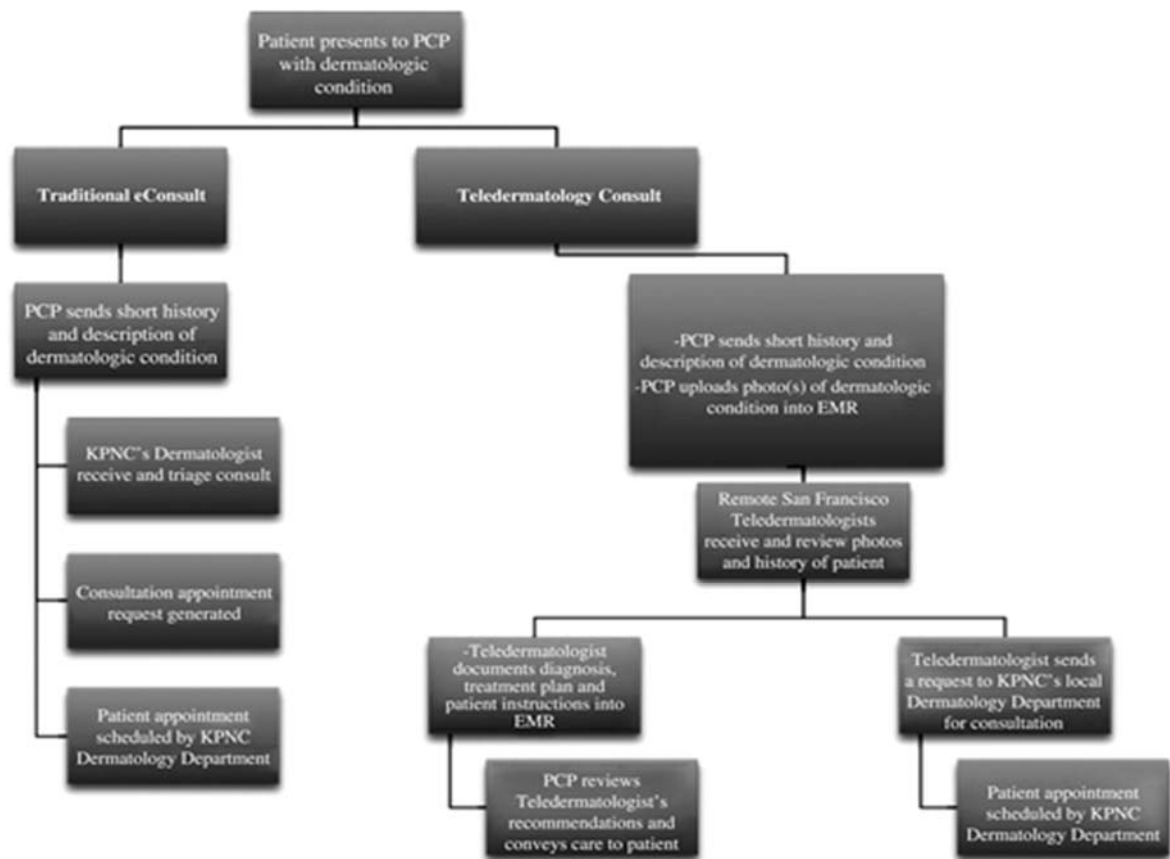 Patient presents to PCP
with dermatologic
condition
Traditional eConsult
Teledermatology Consult
PCP sends short history
and description of
dermatologic condition
KPNC's Dermatologist
receive and triage consult
Consultation appointment
request generated
Patient appointment
scheduled by KPNC
Dermatology Department
-PCP sends short history and
description of dermatologic condition
-PCP uploads photo(s) of dermatologic
condition into EMR
Remote San Francisco
Teledermatologists
receive and review photos
and history of patient
-Teledermatologist
documents diagnosis,
treatment plan and
patient instructions into
EMR
PCP reviews
Teledermatologist's
recommendations and
conveys care to patient
Teledermatologist sends
a request to KPNC's local
Dermatology Department
for consultation
Patient appointment
scheduled by KPNC
Dermatology Department